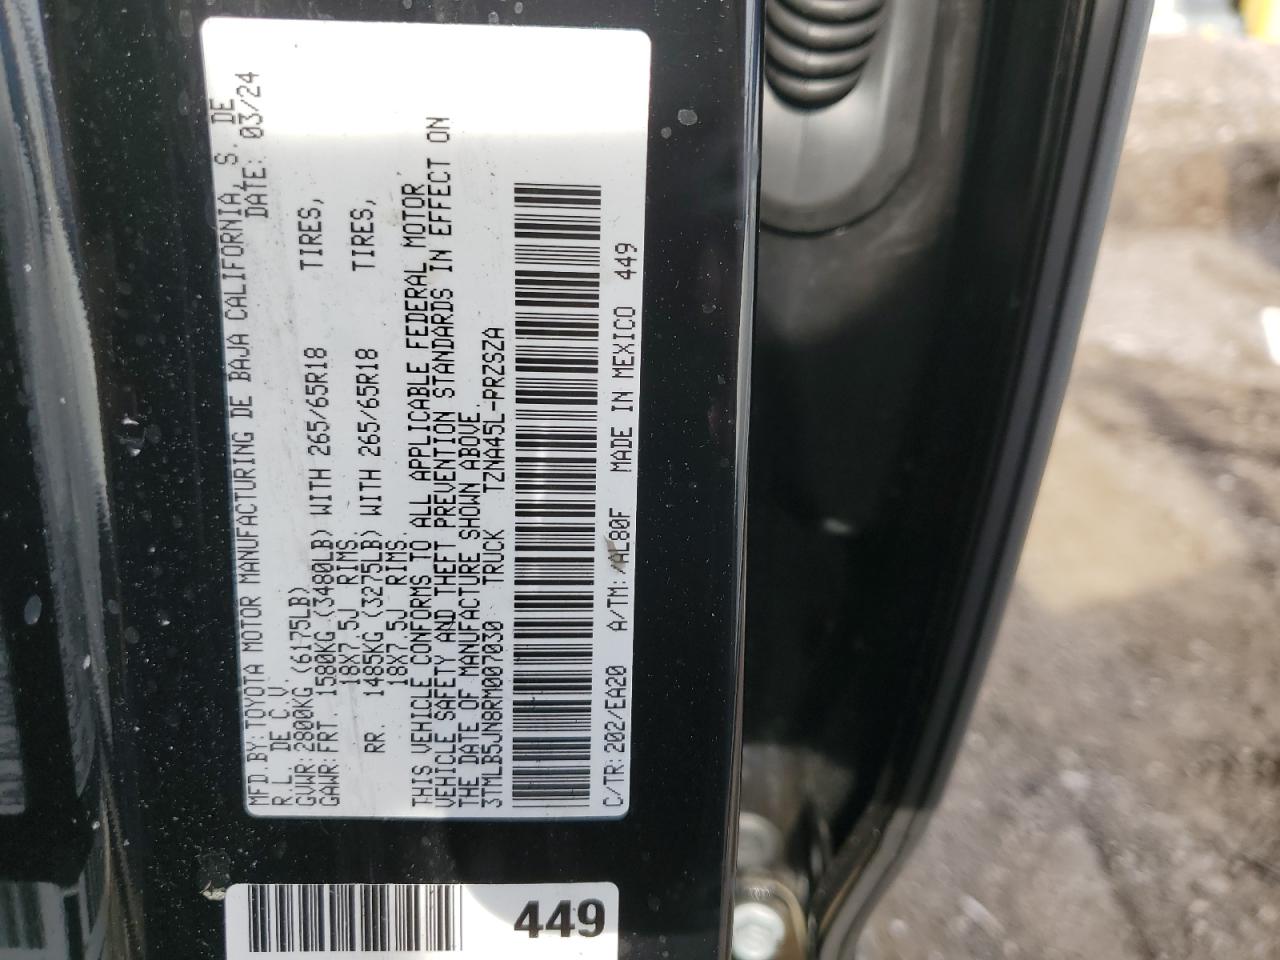 MFD BY: TOYOTA MOTOR MANUFACTURING DE BAJA CALIFORNIA, S. DE
R. L. DE C.V. DATE: 03/24
GVWR: 2800KG (6175LB)
GAWR: FRT. 1580KG (3480LB) WITH 265/65R18 TIRES,
18X7.5J RIMS,
RR. 1485KG (3275LB) WITH 265/65R18 TIRES,
18X7.5J RIMS.
THIS VEHICLE CONFORMS TO ALL APPLICABLE FEDERAL MOTOR
VEHICLE SAFETY AND THEFT PREVENTION STANDARDS IN EFFECT ON
THE DATE OF MANUFACTURE SHOWN ABOVE.
3TMLB5JN8RM007030 TRUCK TZNA45L-PRZSZA
C/TR: 202/EA20 A/TM: /AL80F MADE IN MEXICO 449
449